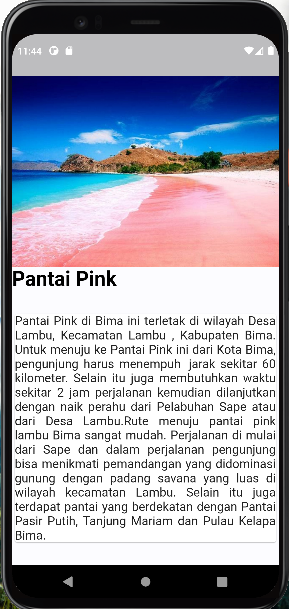 11:44
Pantai Pink
Pantai Pink di Bima ini terletak di wilayah Desa
Lambu, Kecamatan Lambu , Kabupaten Bima.
Untuk menuju ke Pantai Pink ini dari Kota Bima,
pengunjung harus menempuh jarak sekitar 60
kilometer. Selain itu juga membutuhkan waktu
sekitar 2 jam perjalanan kemudian dilanjutkan
dengan naik perahu dari Pelabuhan Sape atau
dari Desa Lambu.Rute menuju pantai pink
lambu Bima sangat mudah. Perjalanan di mulai
dari Sape dan dalam perjalanan pengunjung
bisa menikmati pemandangan yang didominasi
gunung dengan padang savana yang luas di
wilayah kecamatan Lambu. Selain itu juga
terdapat pantai yang berdekatan dengan Pantai
Pasir Putih, Tanjung Mariam dan Pulau Kelapa
Bima.